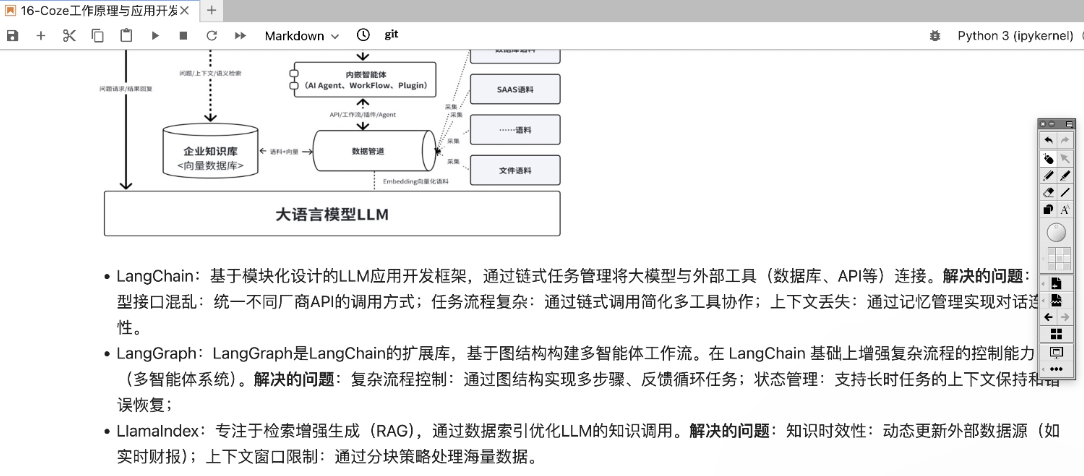 16-Coze工作原理与应用开发
Markdown
git
Python 3 (ipykernel)
问题/上下文/语义检索
问题请求/结果回复
内嵌智能体
(AI Agent、WorkFlow、Plugin)
API/工作流/插件/Agent
企业知识库
<向量数据库>
语料+向量
数据管道
采集
采集
采集
采集
数据库语料
SAAS语料
……语料
文件语料
Embedding向量化语料
大语言模型LLM
• LangChain：基于模块化设计的LLM应用开发框架，通过链式任务管理将大模型与外部工具（数据库、API等）连接。解决的问题：
型接口混乱：统一不同厂商API的调用方式；任务流程复杂：通过链式调用简化多工具协作；上下文丢失：通过记忆管理实现对话连
性。
• LangGraph：LangGraph是LangChain的扩展库，基于图结构构建多智能体工作流。在 LangChain 基础上增强复杂流程的控制能力
（多智能体系统）。解决的问题：复杂流程控制：通过图结构实现多步骤、反馈循环任务；状态管理：支持长时任务的上下文保持和错
误恢复；
• LlamaIndex：专注于检索增强生成（RAG），通过数据索引优化LLM的知识调用。解决的问题：知识时效性：动态更新外部数据源（如
实时财报）；上下文窗口限制：通过分块策略处理海量数据。